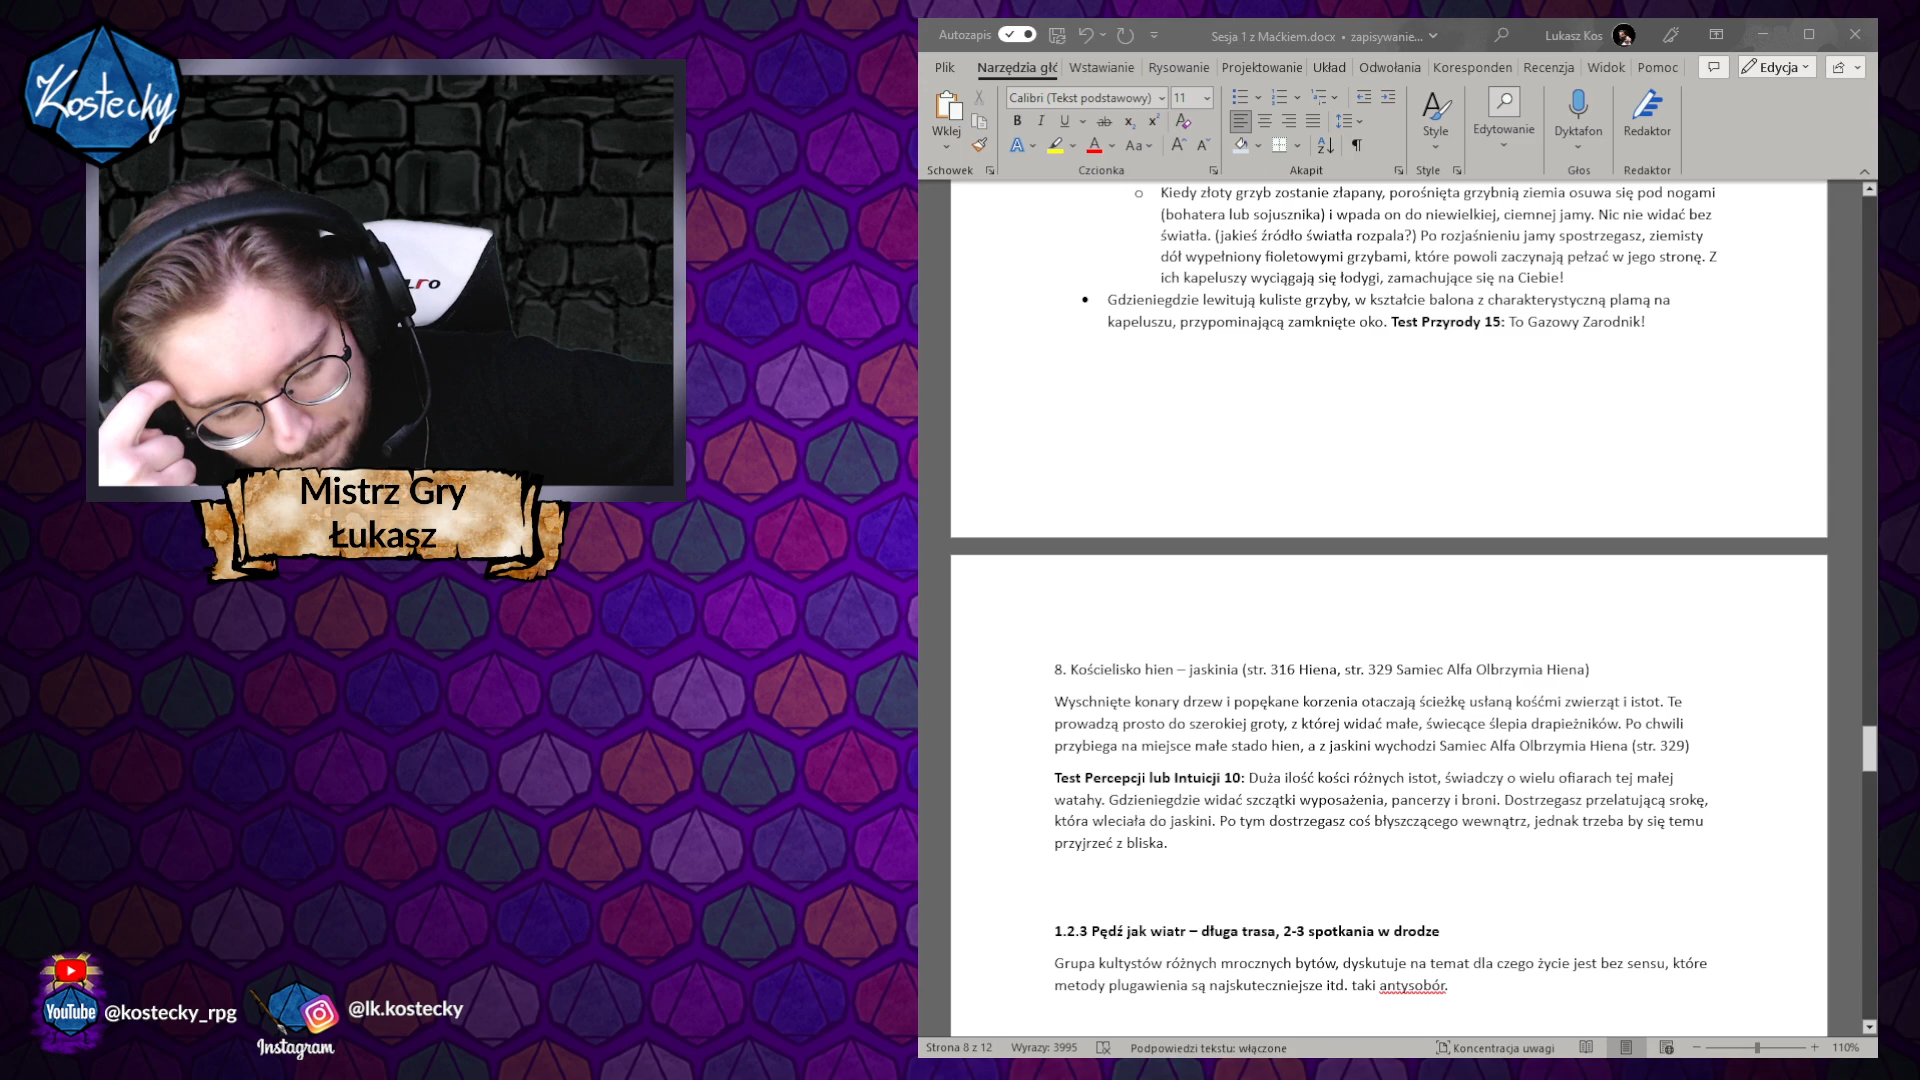 Kostecky
Mistrz Gry
Łukasz
YouTube
@kostecky_rpg
Instagram
@lk.kostecky
Autozapis
Sesja 1 z Maćkiem.docx • zapisywanie...
Lukasz Kos
Plik Narzędzia głó Wstawianie Rysowanie Projektowanie Układ Odwołania Koresponden Recenzja Widok Pomoc Edycja
Wklej
Calibri (Tekst podstawowy) 11
Style Edytowanie Dyktafon Redaktor
Schowek Czcionka Akapit Style Głos Redaktor
o Kiedy złoty grzyb zostanie złapany, porośnięta grzybnią ziemia osuwa się pod nogami
(bohatera lub sojusznika) i wpada on do niewielkiej, ciemnej jamy. Nic nie widać bez
światła. (jakieś źródło światła rozpala?) Po rozjaśnieniu jamy spostrzegasz, ziemisty
dół wypełniony fioletowymi grzybami, które powoli zaczynają pełzać w jego stronę. Z
ich kapeluszy wyciągają się łodygi, zamachujące się na Ciebie!
• Gdzieniegdzie lewitują kuliste grzyby, w kształcie balona z charakterystyczną plamą na
kapeluszu, przypominającą zamknięte oko. Test Przyrody 15: To Gazowy Zarodnik!
8. Kościelisko hien – jaskinia (str. 316 Hiena, str. 329 Samiec Alfa Olbrzymia Hiena)
Wyschnięte konary drzew i popękane korzenia otaczają ścieżkę usłaną kośćmi zwierząt i istot. Te
prowadzą prosto do szerokiej groty, z której widać małe, świecące ślepia drapieżników. Po chwili
przybiega na miejsce małe stado hien, a z jaskini wychodzi Samiec Alfa Olbrzymia Hiena (str. 329)
Test Percepcji lub Intuicji 10: Duża ilość kości różnych istot, świadczy o wielu ofiarach tej małej
watahy. Gdzieniegdzie widać szczątki wyposażenia, pancerzy i broni. Dostrzegasz przelatującą srokę,
która wleciała do jaskini. Po tym dostrzegasz coś błyszczącego wewnątrz, jednak trzeba by się temu
przyjrzeć z bliska.
1.2.3 Pędź jak wiatr – długa trasa, 2-3 spotkania w drodze
Grupa kultystów różnych mrocznych bytów, dyskutuje na temat dla czego życie jest bez sensu, które
metody plugawienia są najskuteczniejsze itd. taki antysobór.
Strona 8 z 12 Wyrazy: 3995 Podpowiedzi tekstu: włączone Koncentracja uwagi 110%